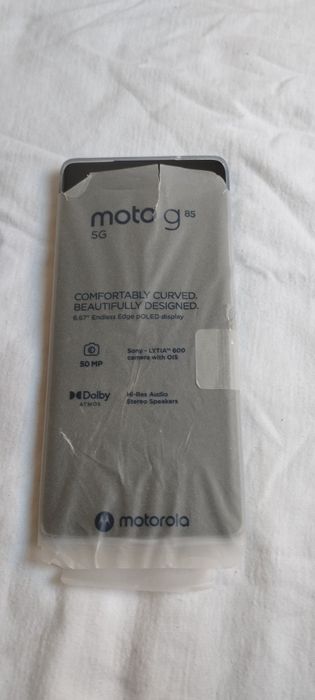 moto g 85
5G
COMFORTABLY CURVED.
BEAUTIFULLY DESIGNED.
6.67" Endless Edge pOLED display
50 MP
Sony - LYTIA™ 600
camera with OIS
Dolby
ATMOS
Hi-Res Audio
Stereo Speakers
motorola